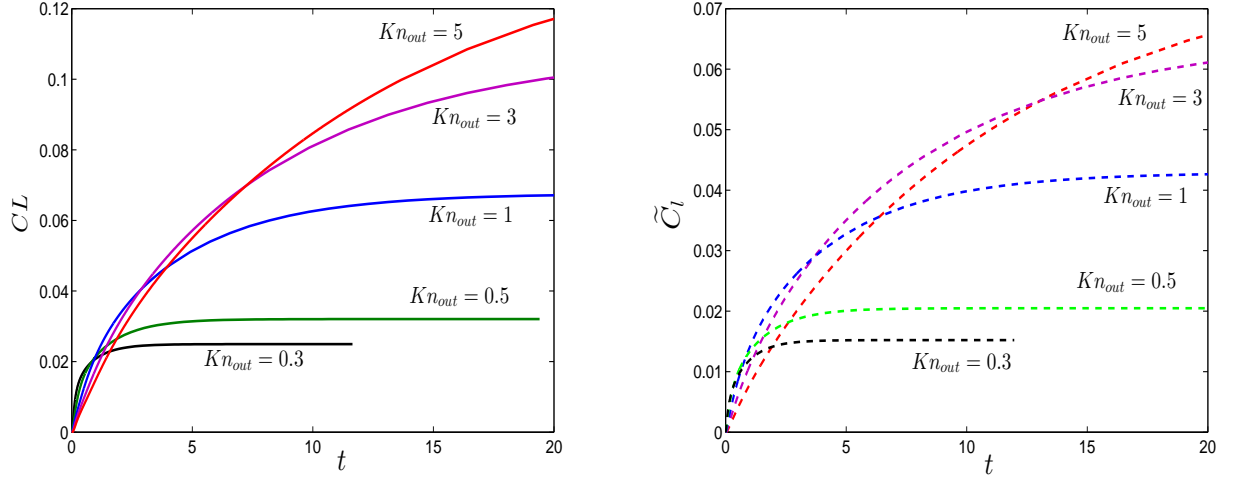 0.12
0.1
0.08
0.06
0.04
0.02
0
CL
Kn_out = 5
Kn_out = 3
Kn_out = 1
Kn_out = 0.5
Kn_out = 0.3
0 5 10 15 20
t
0.07
0.06
0.05
0.04
0.03
0.02
0.01
0
C̃_l
Kn_out = 5
Kn_out = 3
Kn_out = 1
Kn_out = 0.5
Kn_out = 0.3
0 5 10 15 20
t